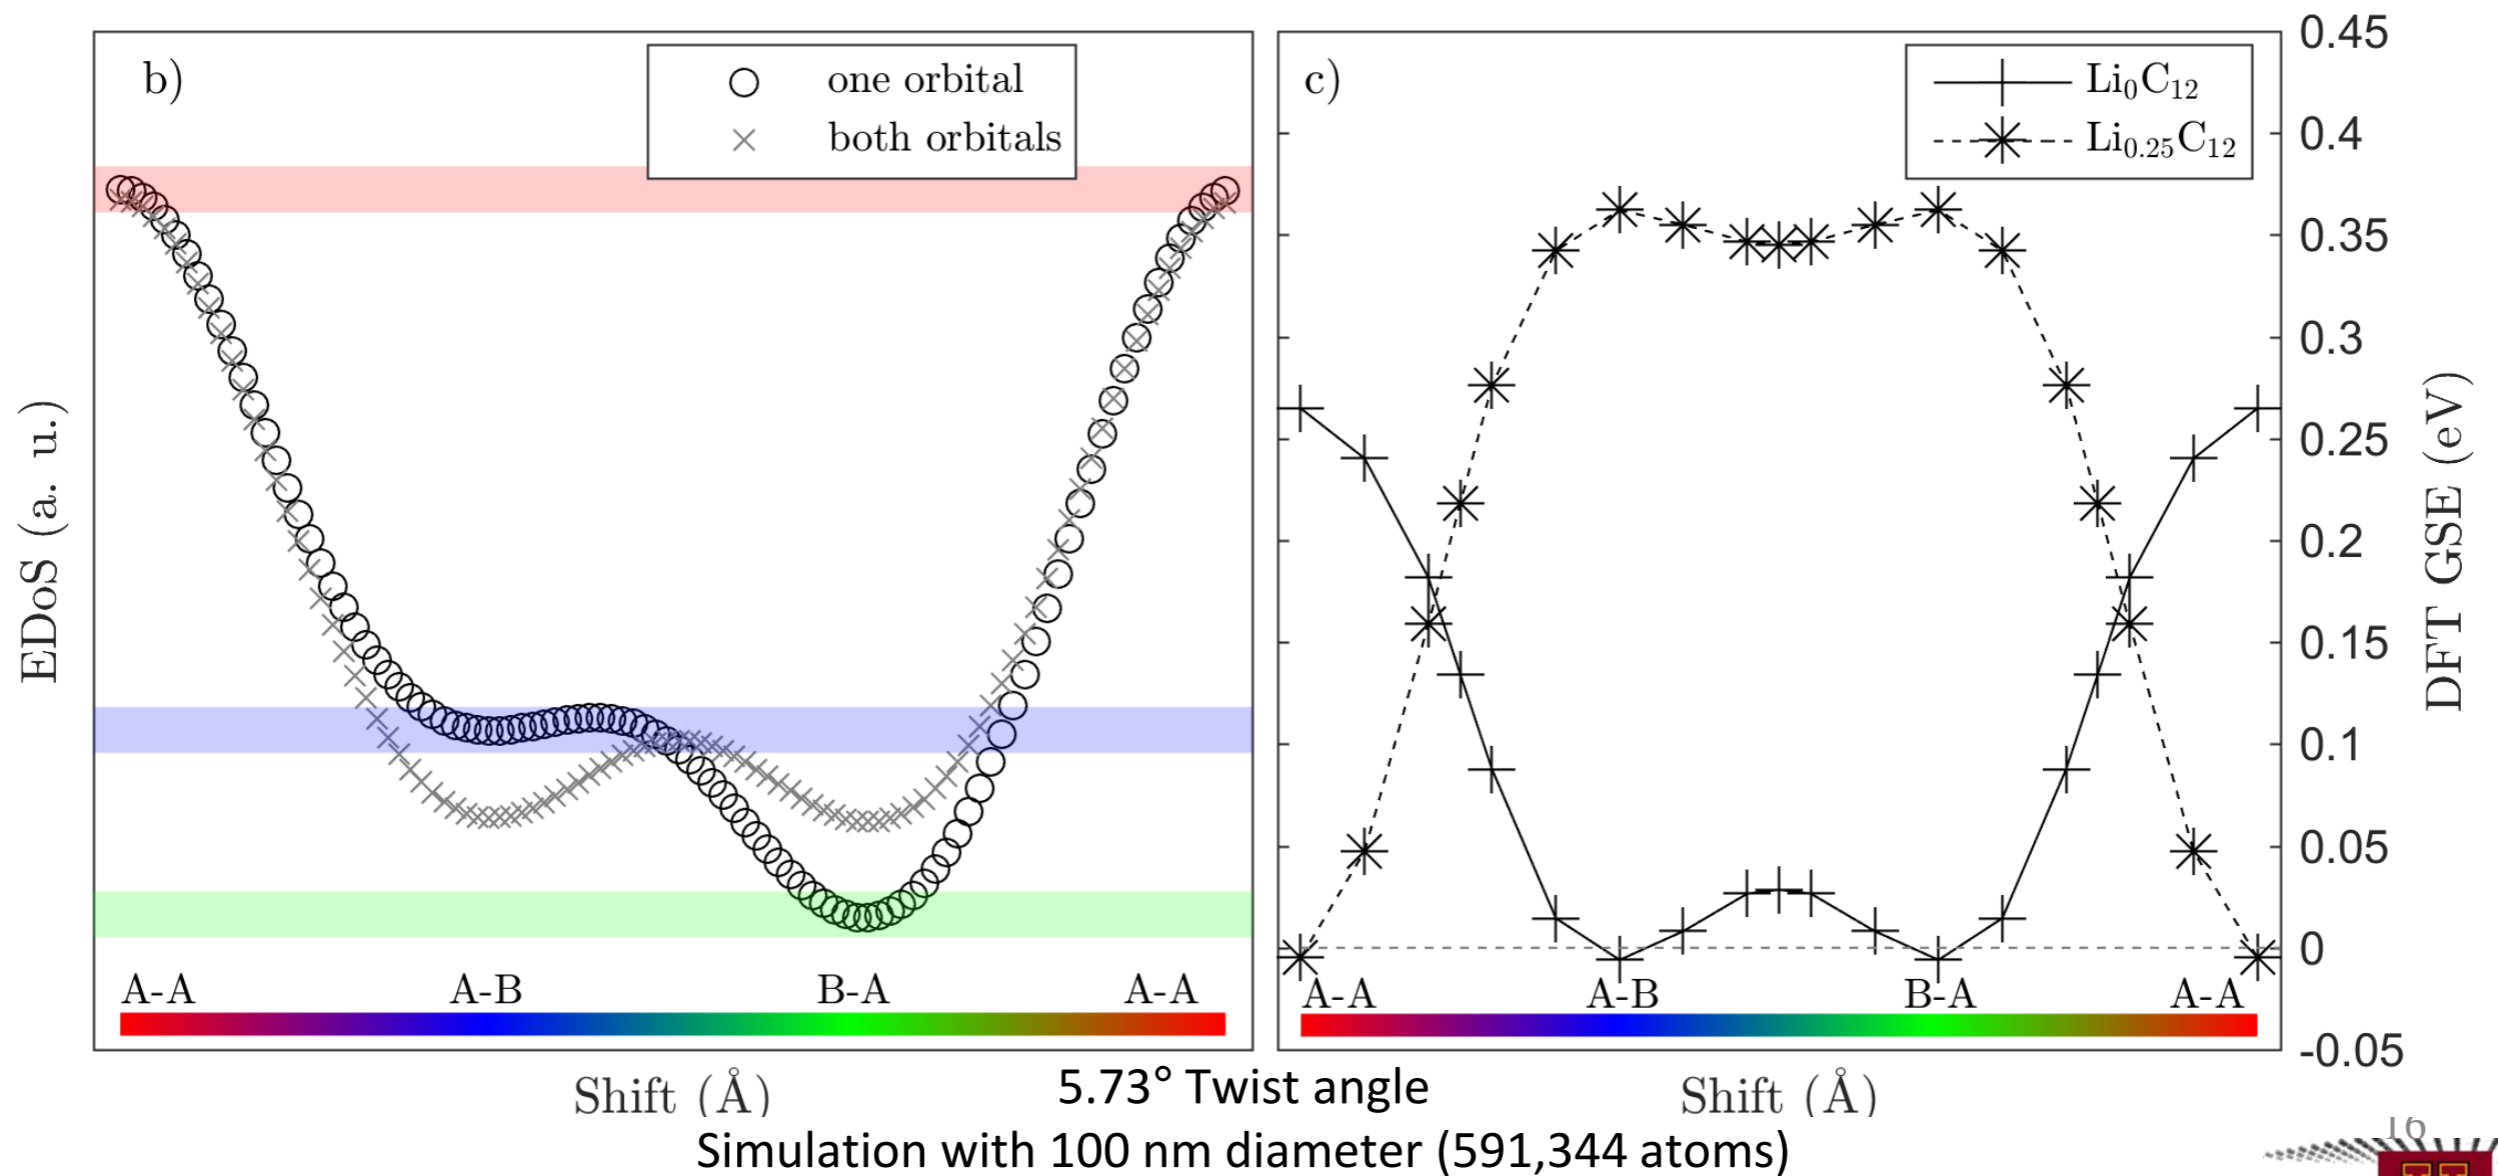 b)
one orbital
both orbitals
EDoS (a. u.)
A-A A-B B-A A-A
Shift (Å)
c)
Li₀C₁₂
Li₀.₂₅C₁₂
0.45
0.4
0.35
0.3
0.25
0.2
0.15
0.1
0.05
0
-0.05
DFT GSE (eV)
A-A A-B B-A A-A
Shift (Å)
5.73° Twist angle
Simulation with 100 nm diameter (591,344 atoms)
16